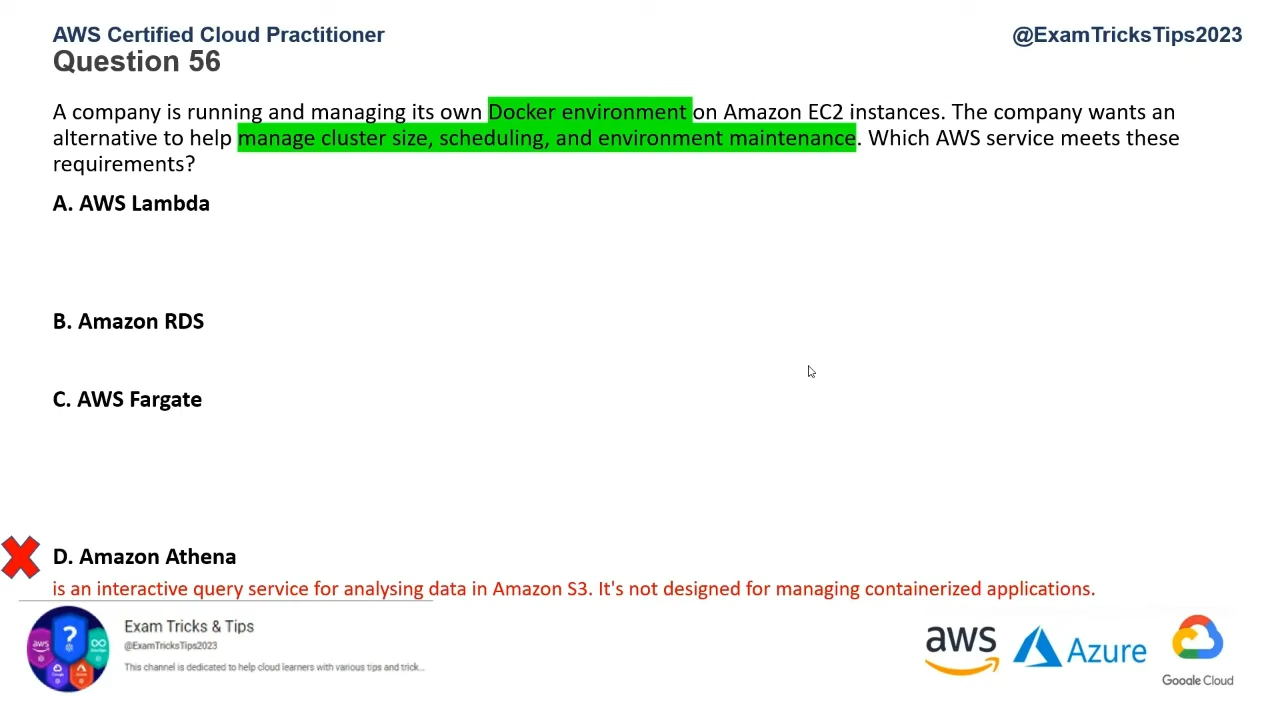 AWS Certified Cloud Practitioner
@ExamTricksTips2023
Question 56
A company is running and managing its own Docker environment on Amazon EC2 instances. The company wants an
alternative to help manage cluster size, scheduling, and environment maintenance. Which AWS service meets these
requirements?
A. AWS Lambda
B. Amazon RDS
C. AWS Fargate
D. Amazon Athena
is an interactive query service for analysing data in Amazon S3. It's not designed for managing containerized applications.
Exam Tricks & Tips
@ExamTricksTips2023
This channel is dedicated to help cloud learners with various tips and trick...
aws
?
aws
Azure
Google Cloud